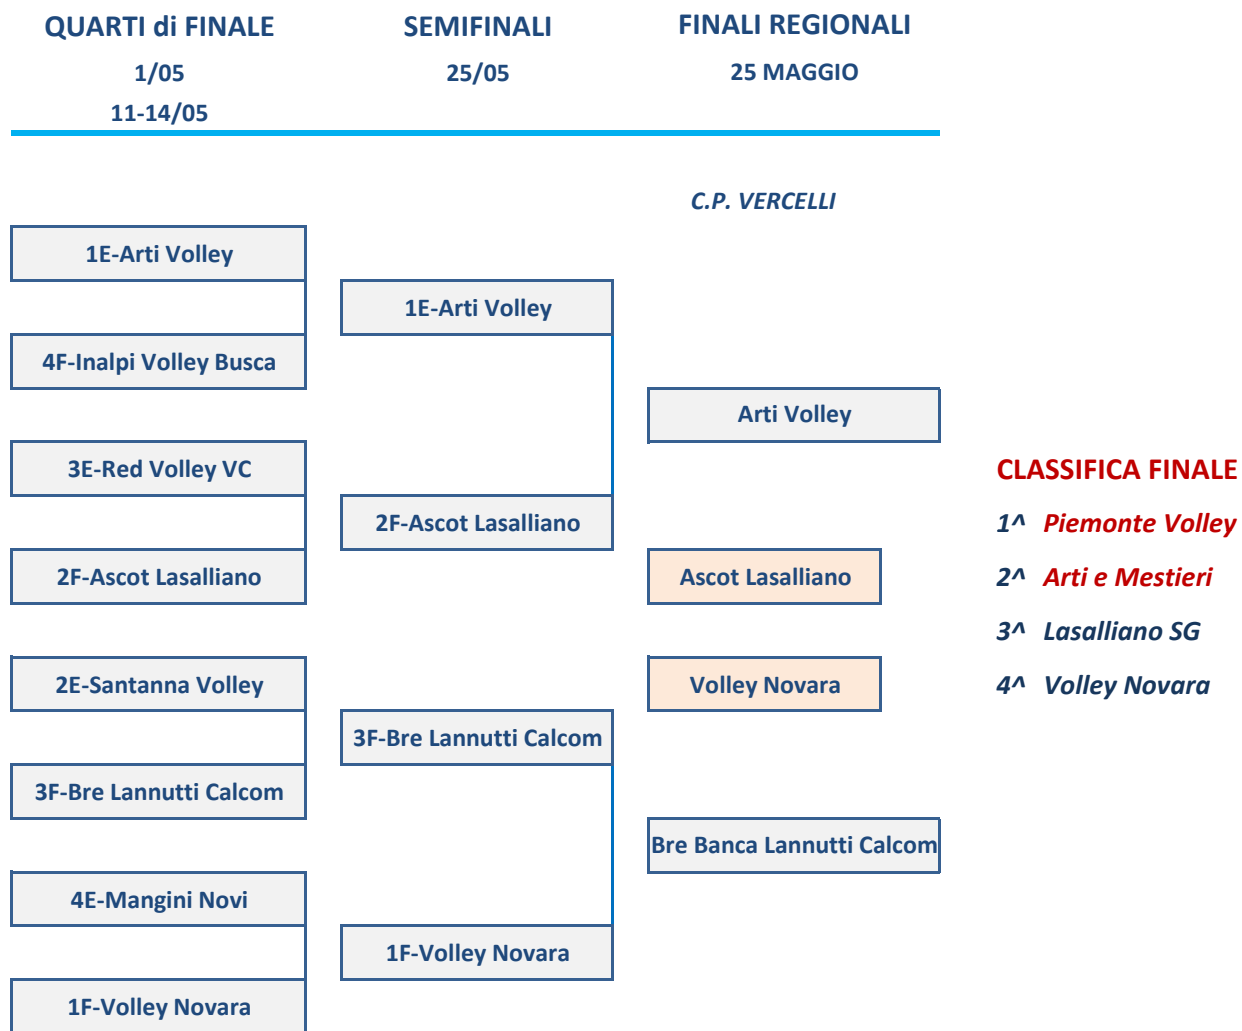 QUARTI di FINALE
SEMIFINALI
FINALI REGIONALI
1/05
25/05
25 MAGGIO
11-14/05
C.P. VERCELLI
1E-Arti Volley
1E-Arti Volley
4F-Inalpi Volley Busca
Arti Volley
3E-Red Volley VC
CLASSIFICA FINALE
2F-Ascot Lasalliano
1^ Piemonte Volley
2F-Ascot Lasalliano
Ascot Lasalliano
2^ Arti e Mestieri
3^ Lasalliano SG
2E-Santanna Volley
Volley Novara
4^ Volley Novara
3F-Bre Lannutti Calcom
3F-Bre Lannutti Calcom
Bre Banca Lannutti Calcom
4E-Mangini Novi
1F-Volley Novara
1F-Volley Novara